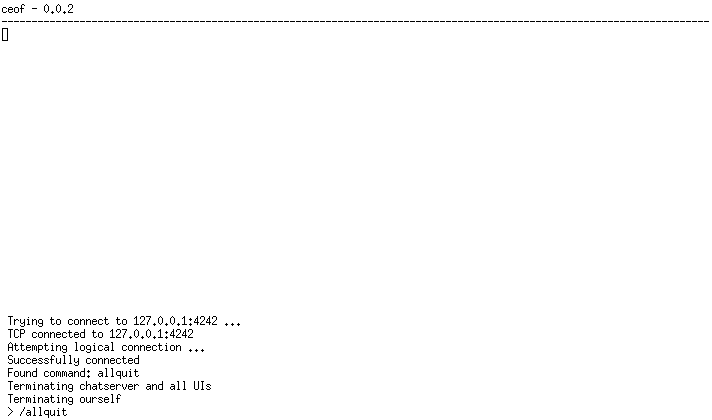 ceof - 0.0.2
Trying to connect to 127.0.0.1:4242 ...
TCP connected to 127.0.0.1:4242
Attempting logical connection ...
Successfully connected
Found command: allquit
Terminating chatserver and all UIs
Terminating ourself
> /allquit